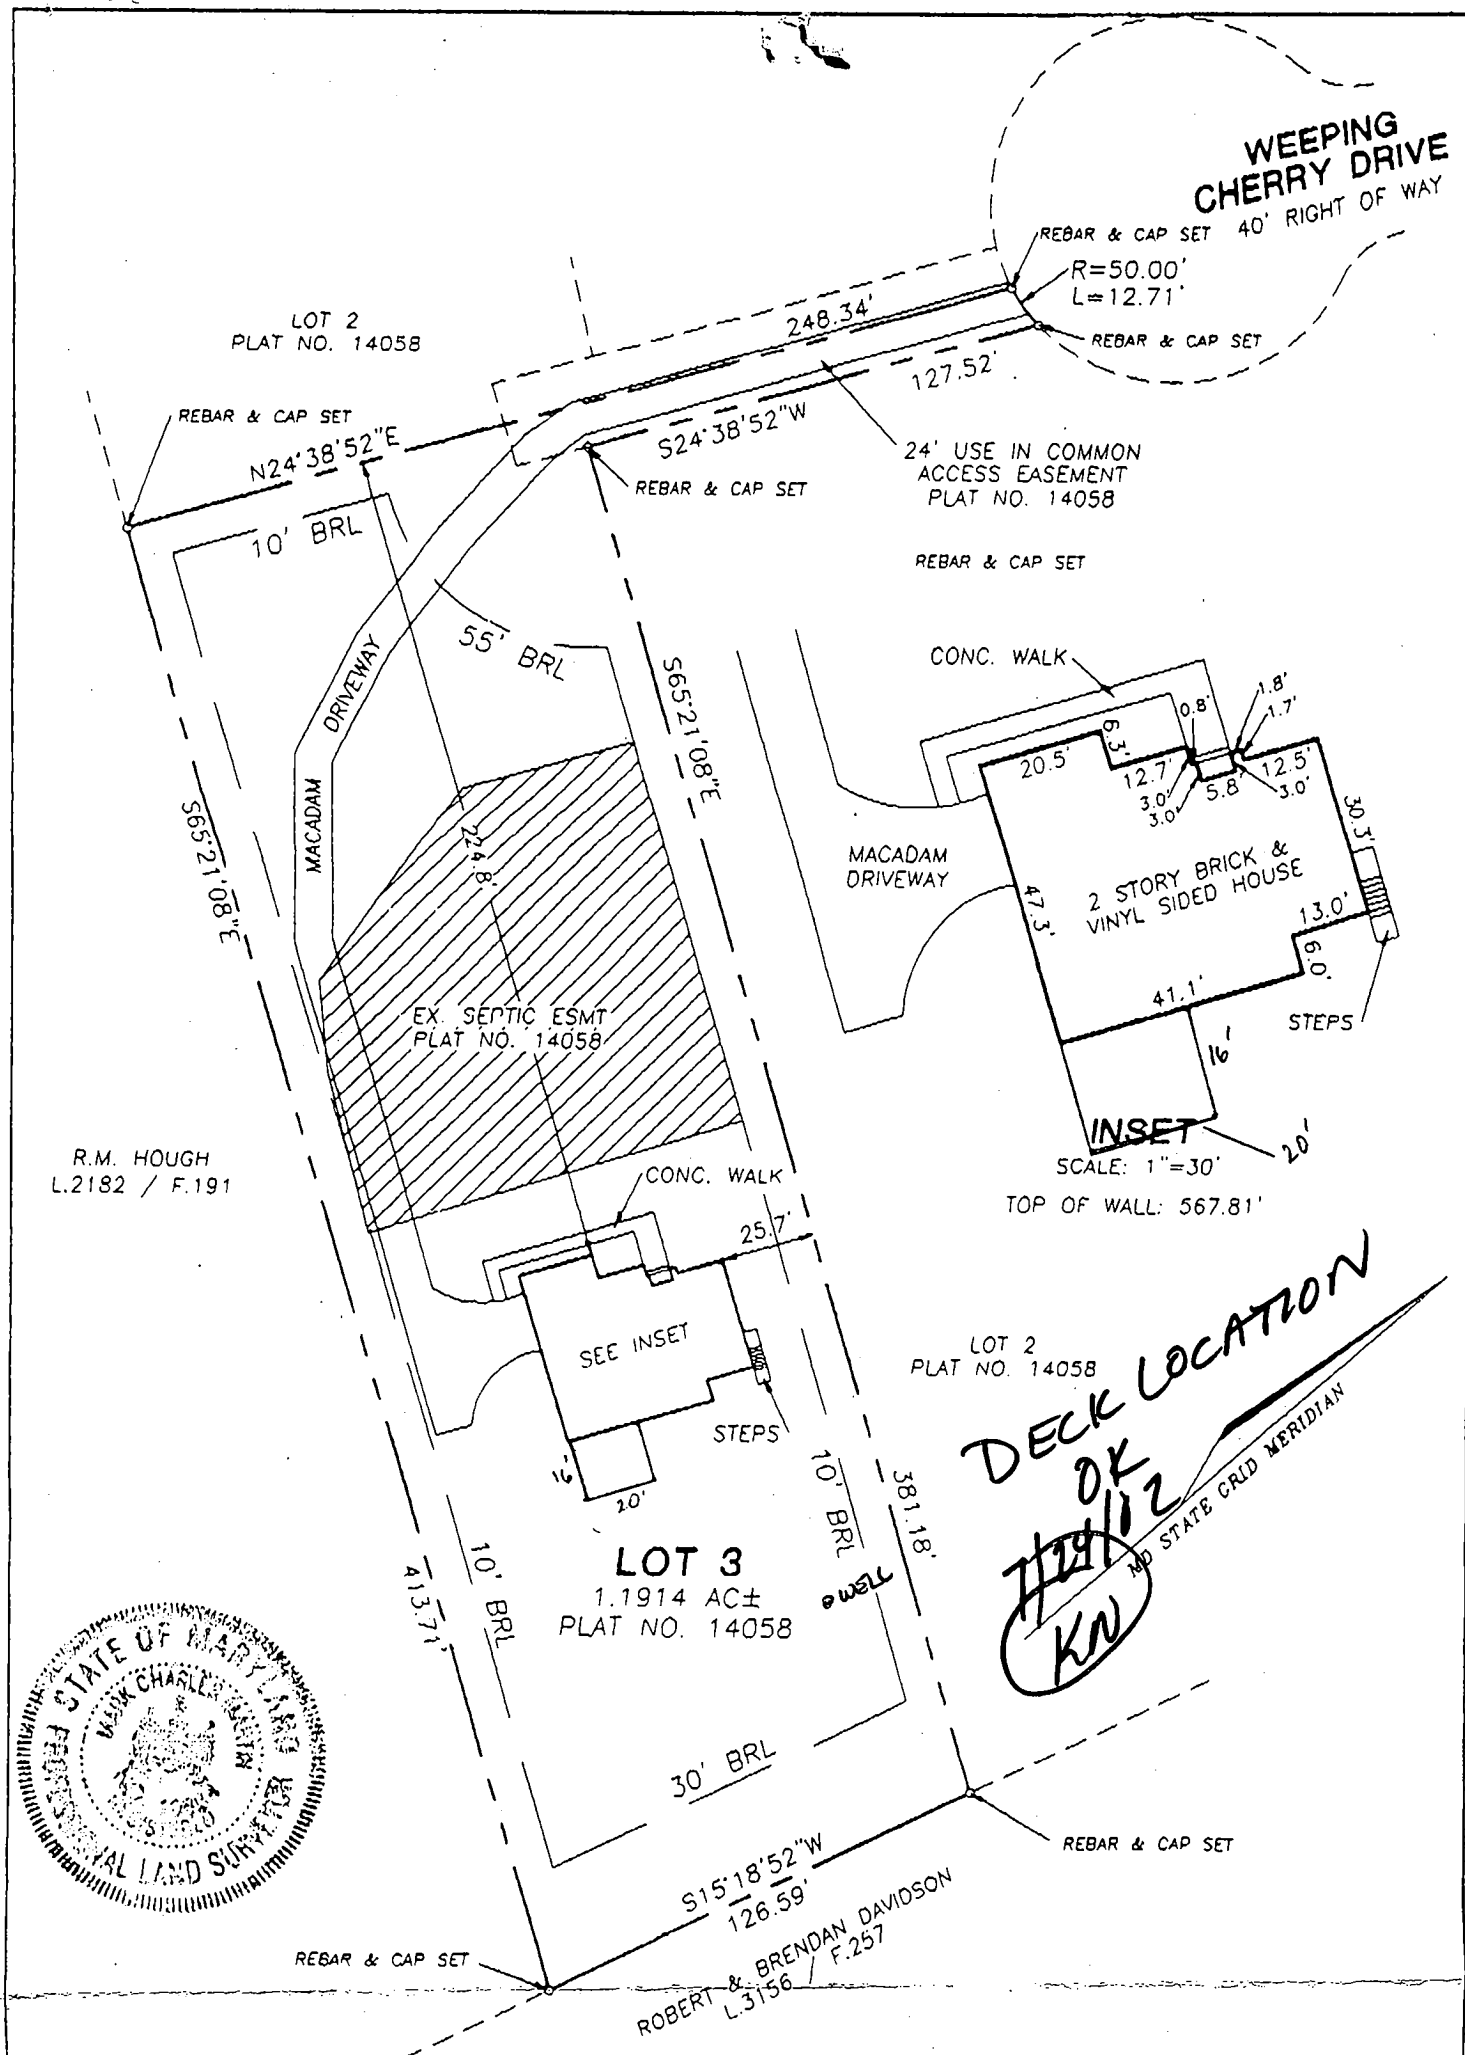 WEEPING
CHERRY DRIVE
40' RIGHT OF WAY
REBAR & CAP SET
R=50.00'
L=12.71'
REBAR & CAP SET
LOT 2
PLAT NO. 14058
248.34'
127.52'
REBAR & CAP SET
N24°38'52"E
S24°38'52"W
24' USE IN COMMON
ACCESS EASEMENT
PLAT NO. 14058
REBAR & CAP SET
10' BRL
REBAR & CAP SET
55' BRL
CONC. WALK
DRIVEWAY
MACADAM
S65°21'08"E
S65°21'08"E
1.8'
1.7'
0.8'
6.3'
20.5'
12.7'
12.5'
5.8'
3.0'
3.0'
3.0'
30.3'
224.8'
MACADAM
DRIVEWAY
47.3'
2 STORY BRICK &
VINYL SIDED HOUSE
13.0'
6.0'
41.1'
STEPS
16'
20'
EX. SEPTIC ESMT
PLAT NO. 14058
INSET
SCALE: 1"=30'
TOP OF WALL: 567.81'
R.M. HOUGH
L.2182 / F.191
CONC. WALK
25.7'
SEE INSET
STEPS
16'
20'
LOT 2
PLAT NO. 14058
DECK LOCATION
OK
7/24/02
KN
MD STATE GRID MERIDIAN
10' BRL
381.18'
WELL
LOT 3
1.1914 AC±
PLAT NO. 14058
10' BRL
413.71'
30' BRL
STATE OF MARYLAND
PROFESSIONAL LAND SURVEYOR
MARK CHARLES MARTIN
S15°18'52"W
126.59'
REBAR & CAP SET
REBAR & CAP SET
ROBERT & BRENDAN DAVIDSON
L.3156 / F.257